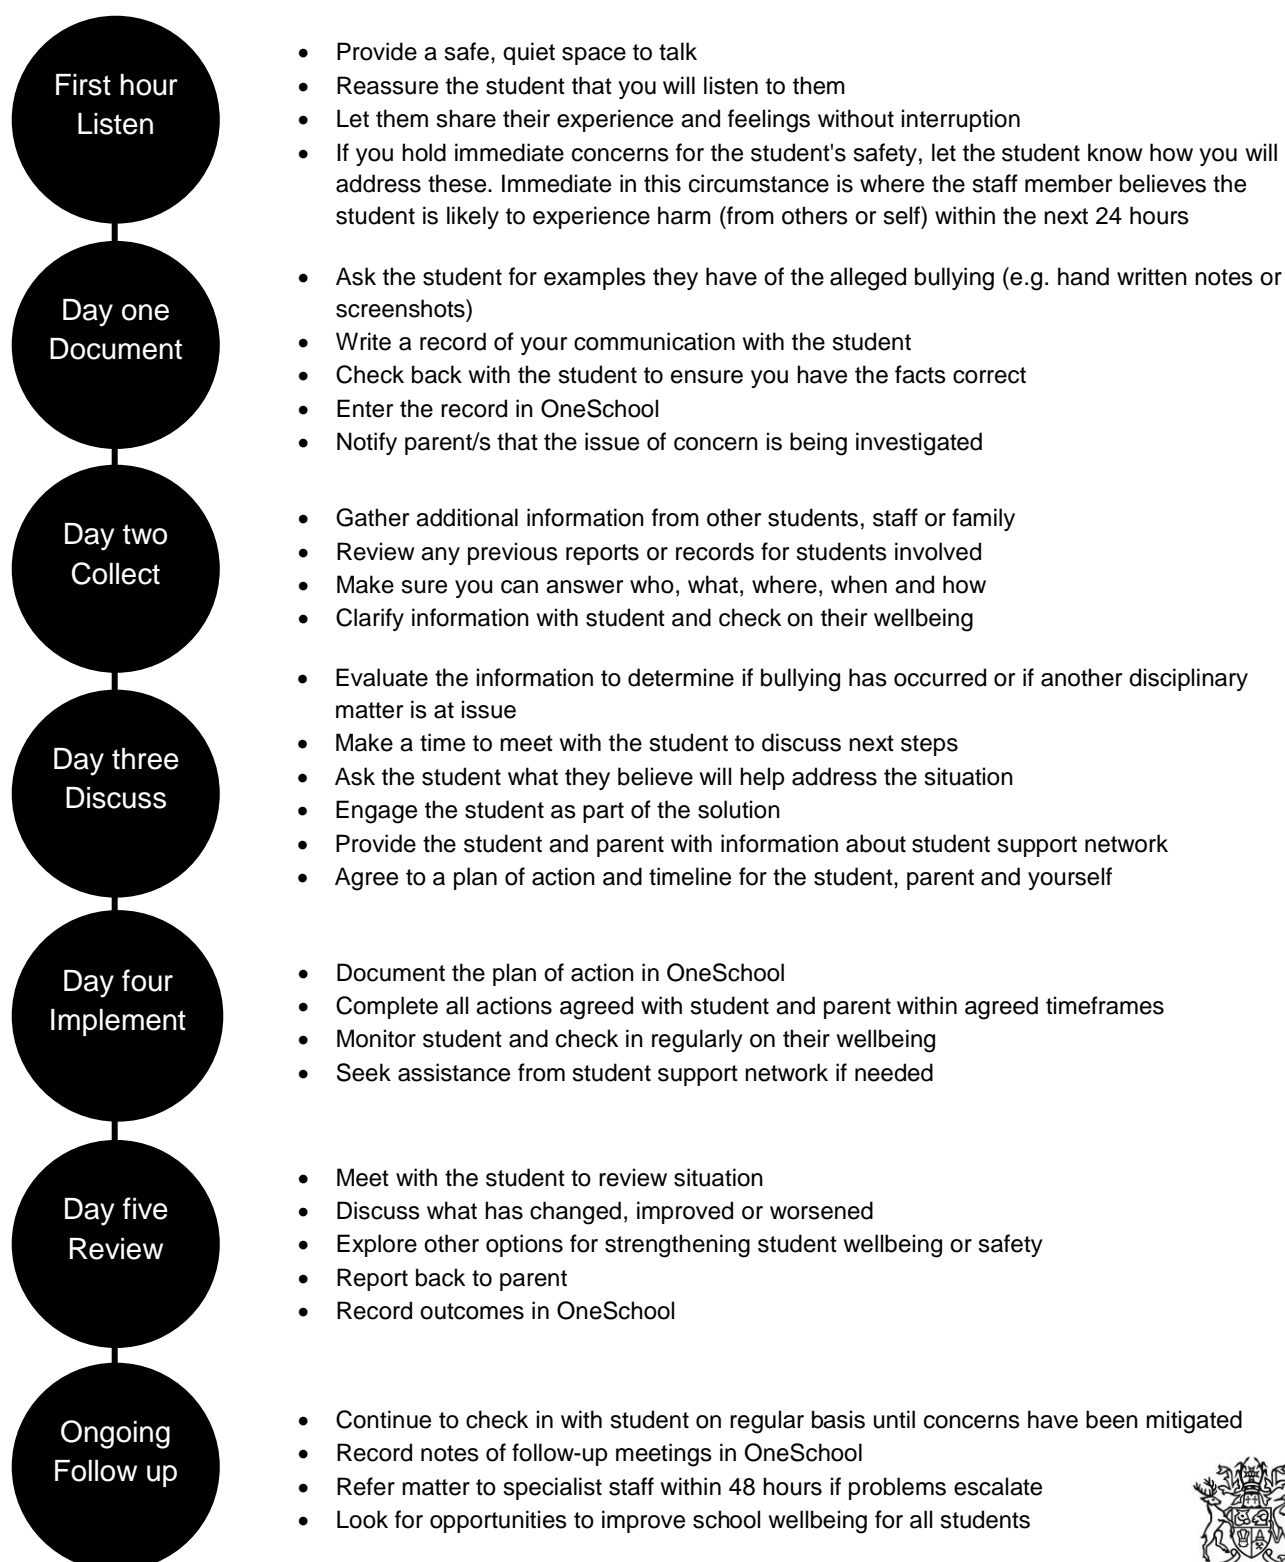 First hour
Listen
• Provide a safe, quiet space to talk
• Reassure the student that you will listen to them
• Let them share their experience and feelings without interruption
• If you hold immediate concerns for the student's safety, let the student know how you will
address these. Immediate in this circumstance is where the staff member believes the
student is likely to experience harm (from others or self) within the next 24 hours
Day one
Document
• Ask the student for examples they have of the alleged bullying (e.g. hand written notes or
screenshots)
• Write a record of your communication with the student
• Check back with the student to ensure you have the facts correct
• Enter the record in OneSchool
• Notify parent/s that the issue of concern is being investigated
Day two
Collect
• Gather additional information from other students, staff or family
• Review any previous reports or records for students involved
• Make sure you can answer who, what, where, when and how
• Clarify information with student and check on their wellbeing
Day three
Discuss
• Evaluate the information to determine if bullying has occurred or if another disciplinary
matter is at issue
• Make a time to meet with the student to discuss next steps
• Ask the student what they believe will help address the situation
• Engage the student as part of the solution
• Provide the student and parent with information about student support network
• Agree to a plan of action and timeline for the student, parent and yourself
Day four
Implement
• Document the plan of action in OneSchool
• Complete all actions agreed with student and parent within agreed timeframes
• Monitor student and check in regularly on their wellbeing
• Seek assistance from student support network if needed
Day five
Review
• Meet with the student to review situation
• Discuss what has changed, improved or worsened
• Explore other options for strengthening student wellbeing or safety
• Report back to parent
• Record outcomes in OneSchool
Ongoing
Follow up
• Continue to check in with student on regular basis until concerns have been mitigated
• Record notes of follow-up meetings in OneSchool
• Refer matter to specialist staff within 48 hours if problems escalate
• Look for opportunities to improve school wellbeing for all students